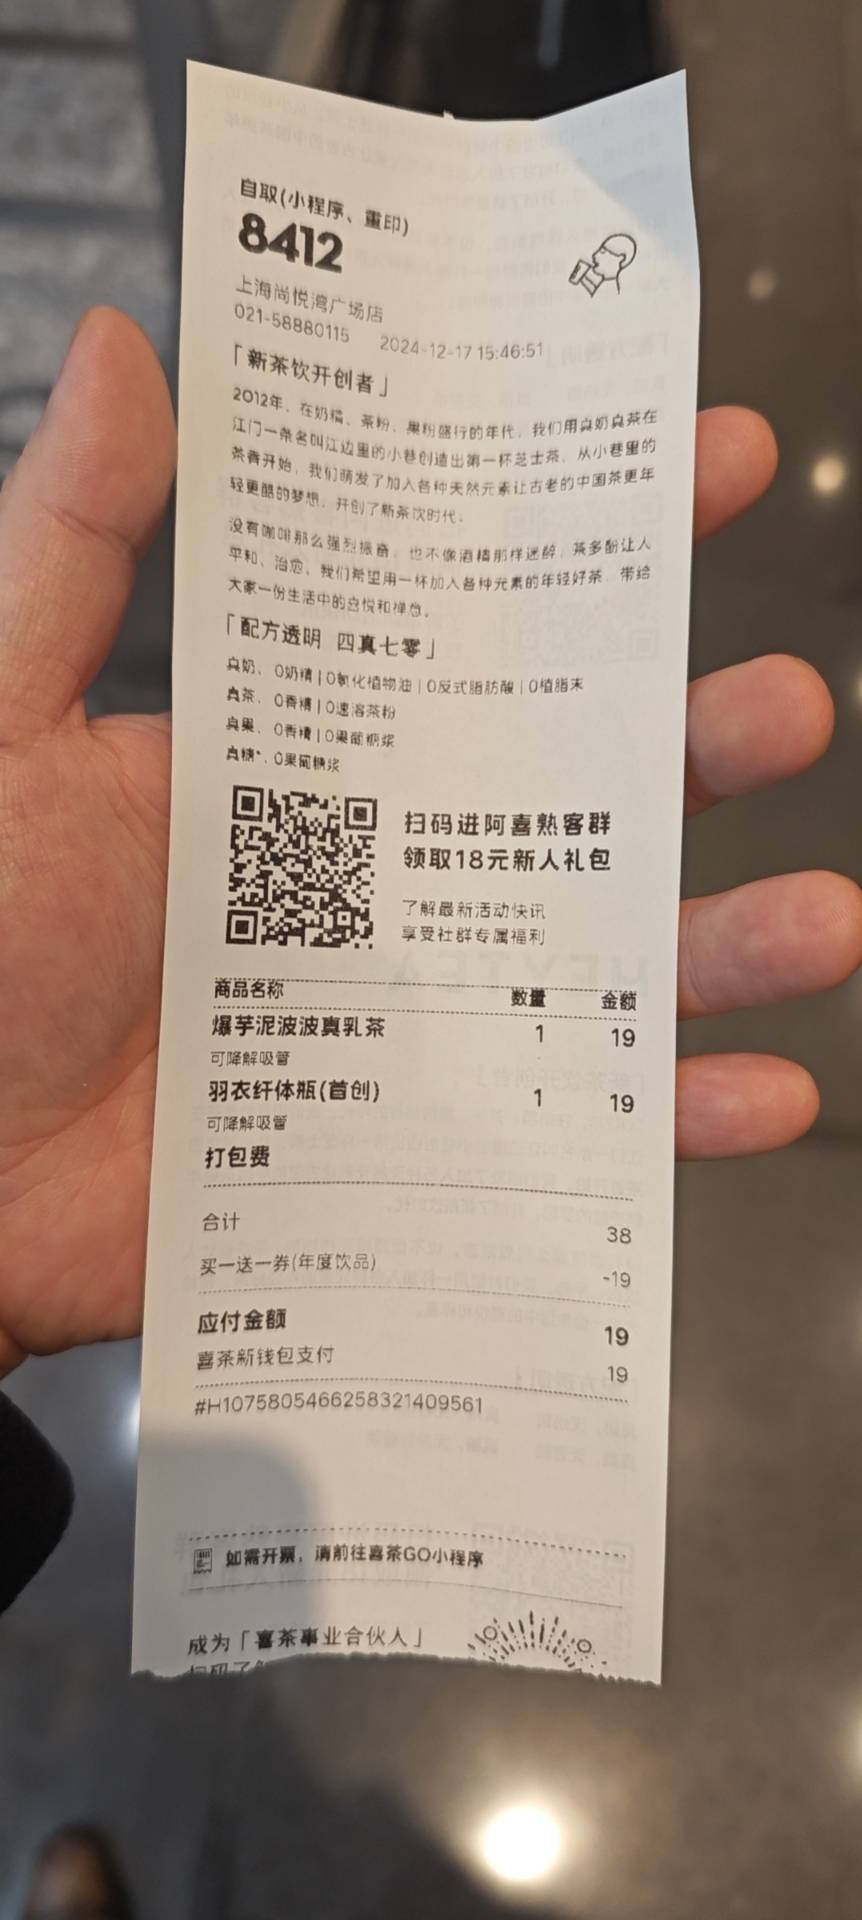 自取(小程序、重印)
8412
上海尚悦湾广场店
021-58880115 2024-12-17 15:46:51
「新茶饮开创者」
2012年，在奶精、茶粉、果粉盛行的年代，我们用真奶真茶在
江门一条名叫江边里的小巷创造出第一杯芝士茶，从小巷里的
茶香开始，我们萌发了加入各种天然元素让古老的中国茶更年
轻更酷的梦想，开创了新茶饮时代。
没有咖啡那么强烈振奋，也不像酒精那样迷醉，茶多酚让人
平和、治愈，我们希望用一杯加入各种元素的年轻好茶，带给
大家一份生活中的喜悦和禅意。
「配方透明 四真七零」
真奶，0奶精|0氢化植物油|0反式脂肪酸|0植脂末
真茶，0香精|0速溶茶粉
真果，0香精|0果葡糖浆
真糖*，0果葡糖浆
扫码进阿喜熟客群
领取18元新人礼包
了解最新活动快讯
享受社群专属福利
商品名称 数量 金额
爆芋泥波波真乳茶 1 19
可降解吸管
羽衣纤体瓶(首创) 1 19
可降解吸管
打包费
合计 38
买一送一券(年度饮品) -19
应付金额 19
喜茶新钱包支付 19
#H1075805466258321409561
如需开票，请前往喜茶GO小程序
成为「喜茶事业合伙人」